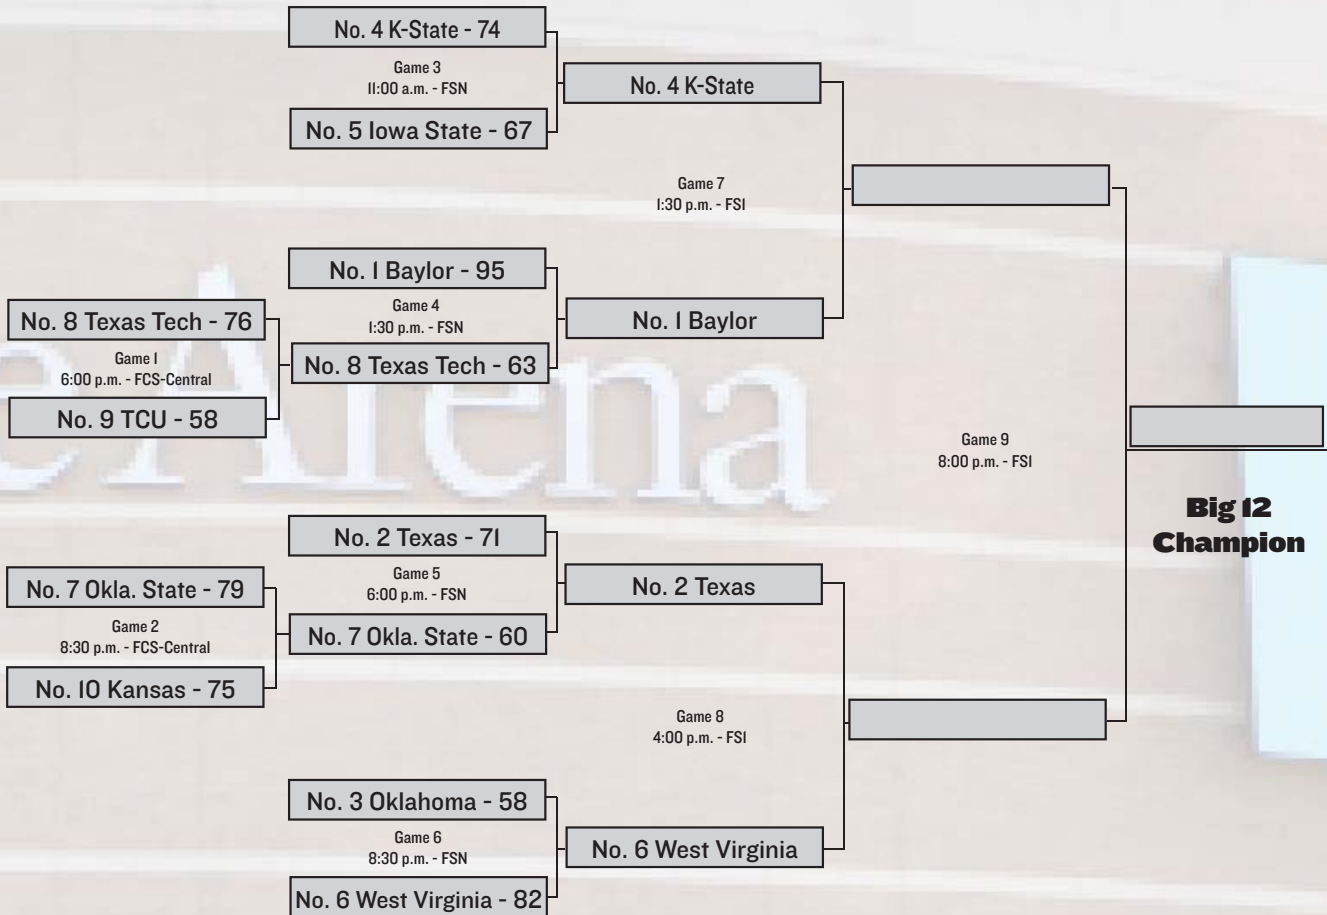 No. 4 K-State - 74
Game 3
11:00 a.m. - FSN
No. 5 Iowa State - 67
No. 4 K-State
Game 7
1:30 p.m. - FS1
No. 1 Baylor - 95
Game 4
1:30 p.m. - FSN
No. 8 Texas Tech - 63
No. 1 Baylor
No. 8 Texas Tech - 76
Game 1
6:00 p.m. - FCS-Central
No. 9 TCU - 58
e Arena
Game 9
8:00 p.m. - FS1
Big 12
Champion
No. 2 Texas - 71
Game 5
6:00 p.m. - FSN
No. 7 Okla. State - 60
No. 2 Texas
No. 7 Okla. State - 79
Game 2
8:30 p.m. - FCS-Central
No. 10 Kansas - 75
Game 8
4:00 p.m. - FS1
No. 3 Oklahoma - 58
Game 6
8:30 p.m. - FSN
No. 6 West Virginia - 82
No. 6 West Virginia